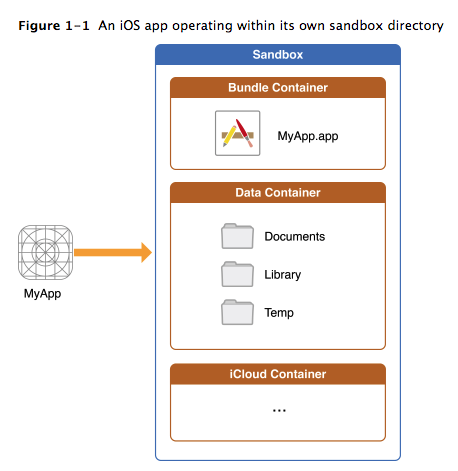 Figure 1-1 An iOS app operating within its own sandbox directory
Sandbox
Bundle Container
MyApp.app
Data Container
Documents
Library
Temp
MyApp
iCloud Container
...